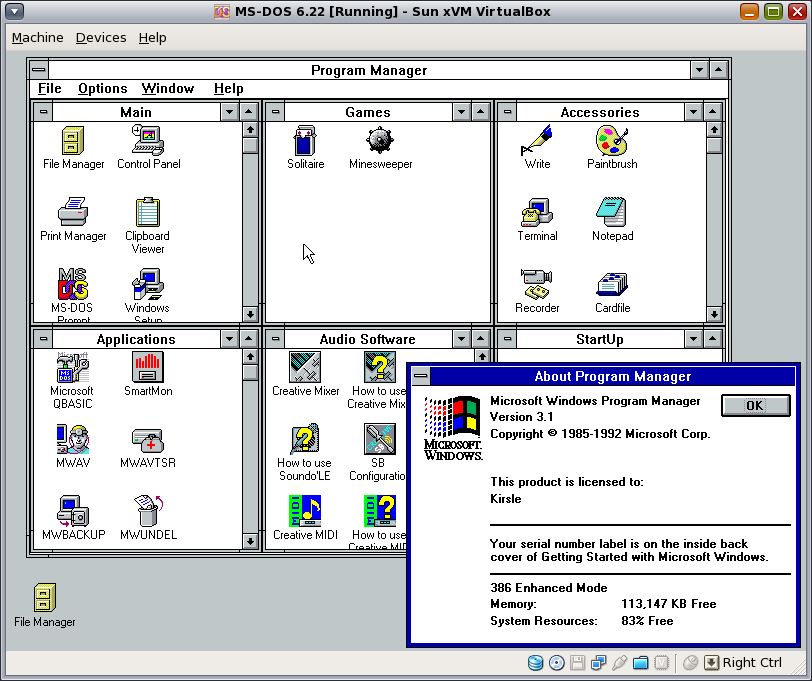 MS-DOS 6.22 [Running] - Sun xVM VirtualBox
Machine Devices Help
Program Manager
File Options Window Help
Main
File Manager
Control Panel
Print Manager
Clipboard
Viewer
MS-DOS
Prompt
Windows
Setup
Games
Solitaire
Minesweeper
Accessories
Write
Paintbrush
Terminal
Notepad
Recorder
Cardfile
Applications
Microsoft
QBASIC
SmartMon
MWAV
MWAVTSR
MWBACKUP
MWUNDEL
Audio Software
Creative Mixer
How to use
Creative Mix
How to use
Soundo'LE
SB
Configuratio
Creative MIDI
How to use
Creative MID
StartUp
About Program Manager
MICROSOFT.
WINDOWS.
Microsoft Windows Program Manager
Version 3.1
Copyright © 1985-1992 Microsoft Corp.
OK
This product is licensed to:
Kirsle
Your serial number label is on the inside back
cover of Getting Started with Microsoft Windows.
386 Enhanced Mode
Memory: 113,147 KB Free
System Resources: 83% Free
File Manager
Right Ctrl